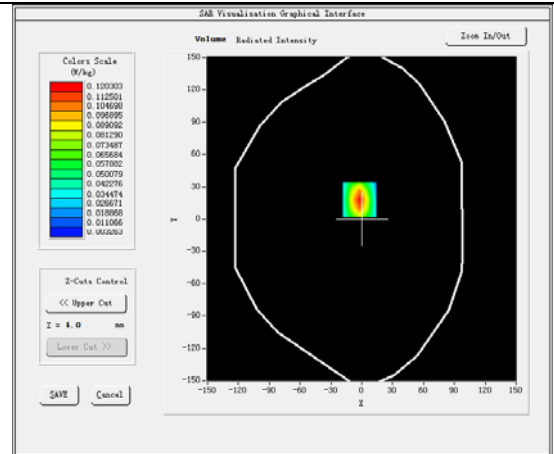 SAR Visualisation Graphical Interface
Volume Radiated Intensity
Zoom In/Out
Colors Scale
(W/kg)
0.120303
0.112501
0.104698
0.096895
0.089092
0.081290
0.073487
0.065684
0.057882
0.050079
0.042276
0.034474
0.026671
0.018868
0.011066
0.003263
Z-Cuts Control
<< Upper Cut
Z = 4.0 mm
Lower Cut >>
SAVE Cancel
150
120
90
60
30
0
-30
-60
-90
-120
-150
Y
-150 -120 -90 -60 -30 0 30 60 90 120 150
X